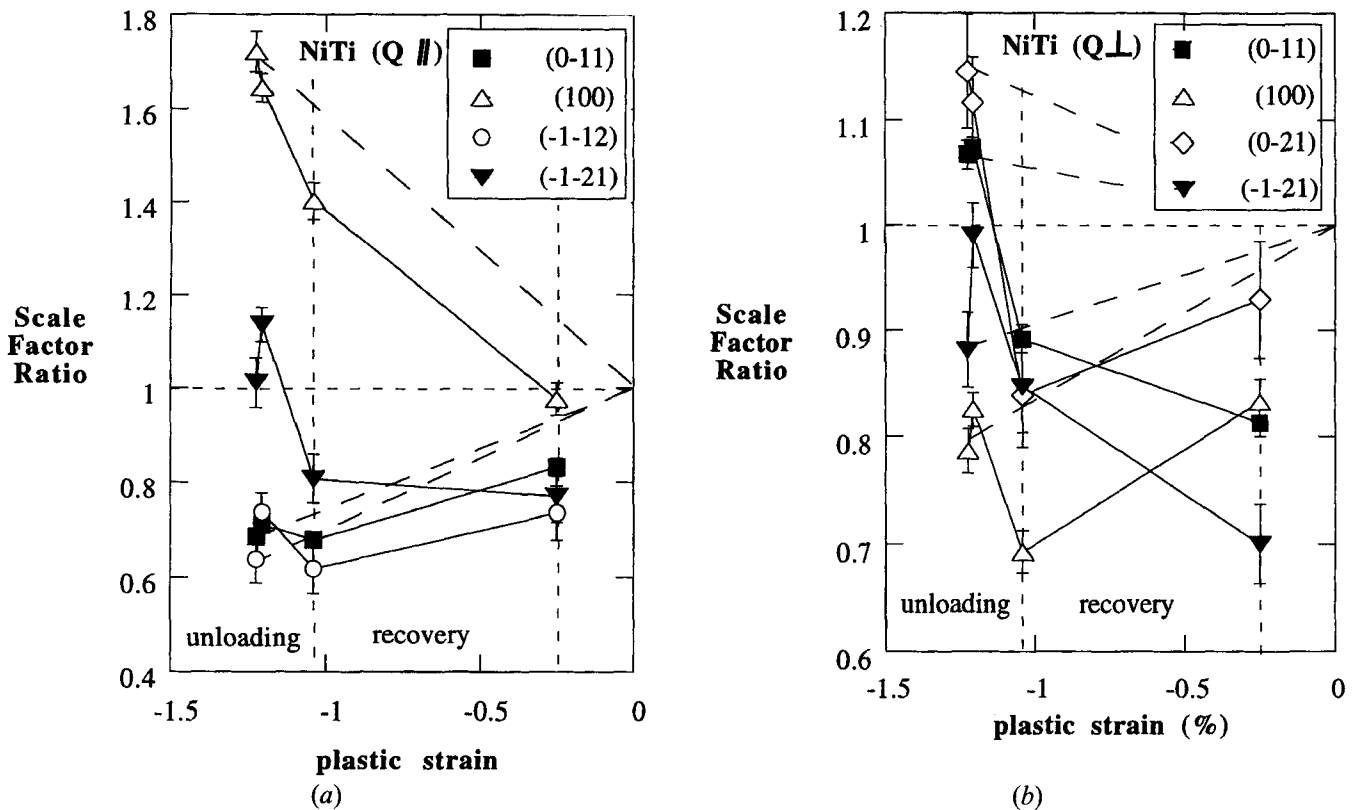 1.8
1.6
1.4
1.2
1
0.8
0.6
0.4
Scale
Factor
Ratio
NiTi (Q ∥)
(0-11)
(100)
(-1-12)
(-1-21)
unloading
recovery
-1.5
-1
-0.5
0
plastic strain
(a)
1.2
1.1
1
0.9
0.8
0.7
0.6
Scale
Factor
Ratio
NiTi (Q⊥)
(0-11)
(100)
(0-21)
(-1-21)
unloading
recovery
-1.5
-1
-0.5
0
plastic strain (%)
(b)